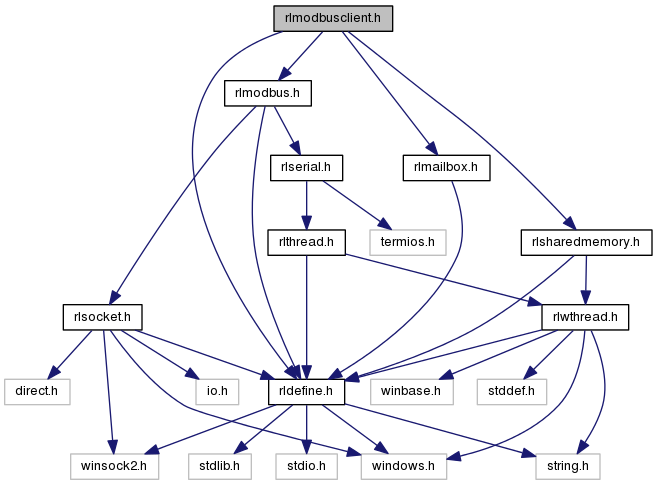 rlmodbusclient.h
rlmodbus.h
rlserial.h
rlmailbox.h
rlthread.h
termios.h
rlsharedmemory.h
rlsocket.h
rlwthread.h
direct.h
io.h
rldefine.h
winbase.h
stddef.h
winsock2.h
stdlib.h
stdio.h
windows.h
string.h